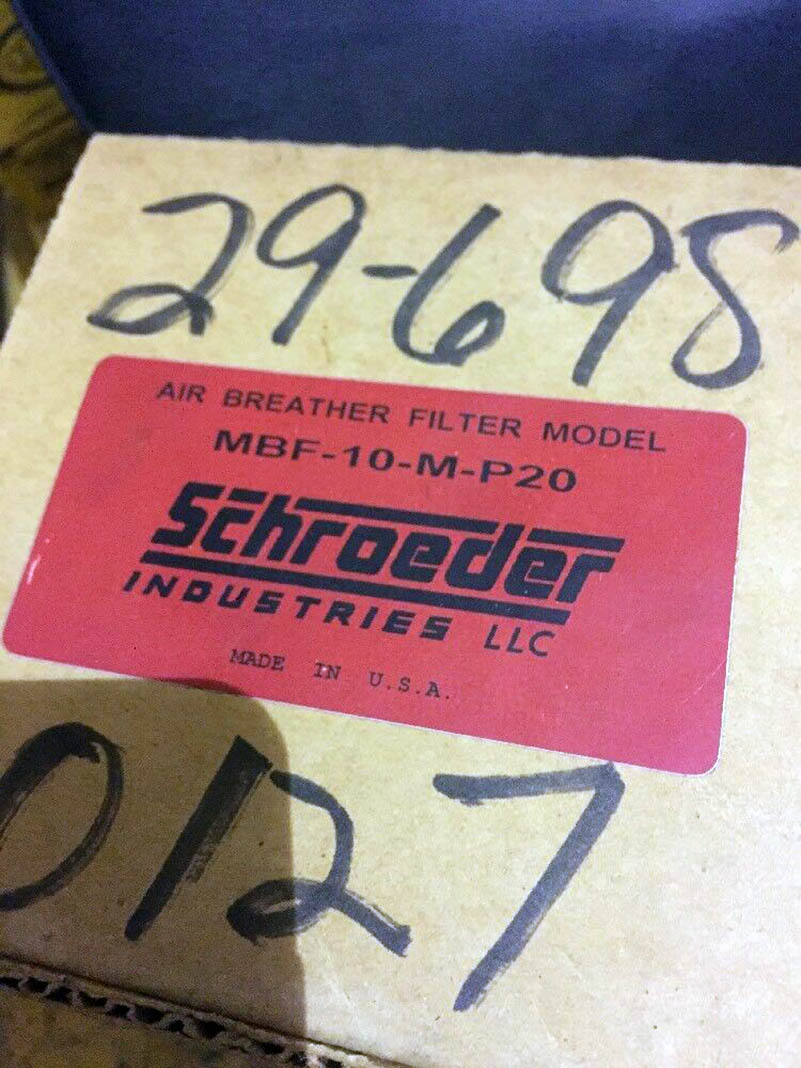 29-698
AIR BREATHER FILTER MODEL
MBF-10-M-P20
Schroeder
INDUSTRIES LLC
MADE IN U.S.A.
0127